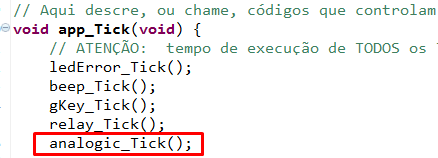 // Aqui descre, ou chame, códigos que controlam
void app_Tick(void) {
// ATENÇÃO: tempo de execução de TODOS os
ledError_Tick();
beep_Tick();
gKey_Tick();
relay_Tick();
analogic_Tick();